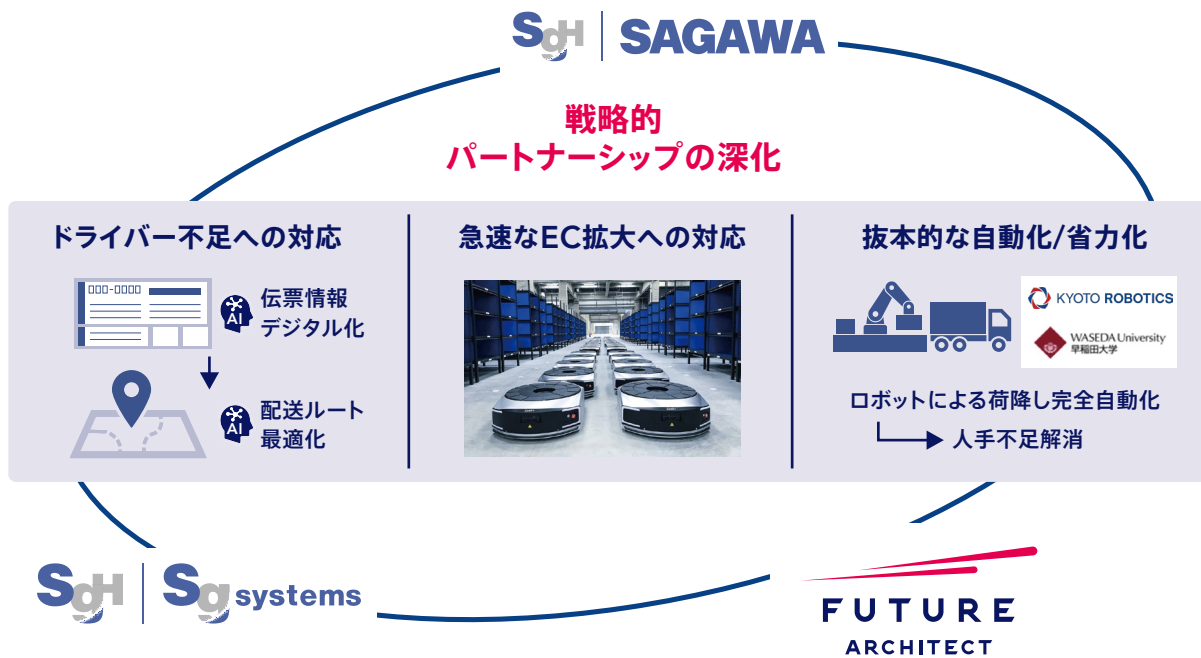 SgH SAGAWA
戦略的
パートナーシップの深化
ドライバー不足への対応
000-0000
AI
伝票情報
デジタル化
AI
配送ルート
最適化
急速なEC拡大への対応
抜本的な自動化/省力化
KYOTO ROBOTICS
WASEDA University
早稲田大学
ロボットによる荷降し完全自動化
人手不足解消
SgH Sg systems
FUTURE
ARCHITECT